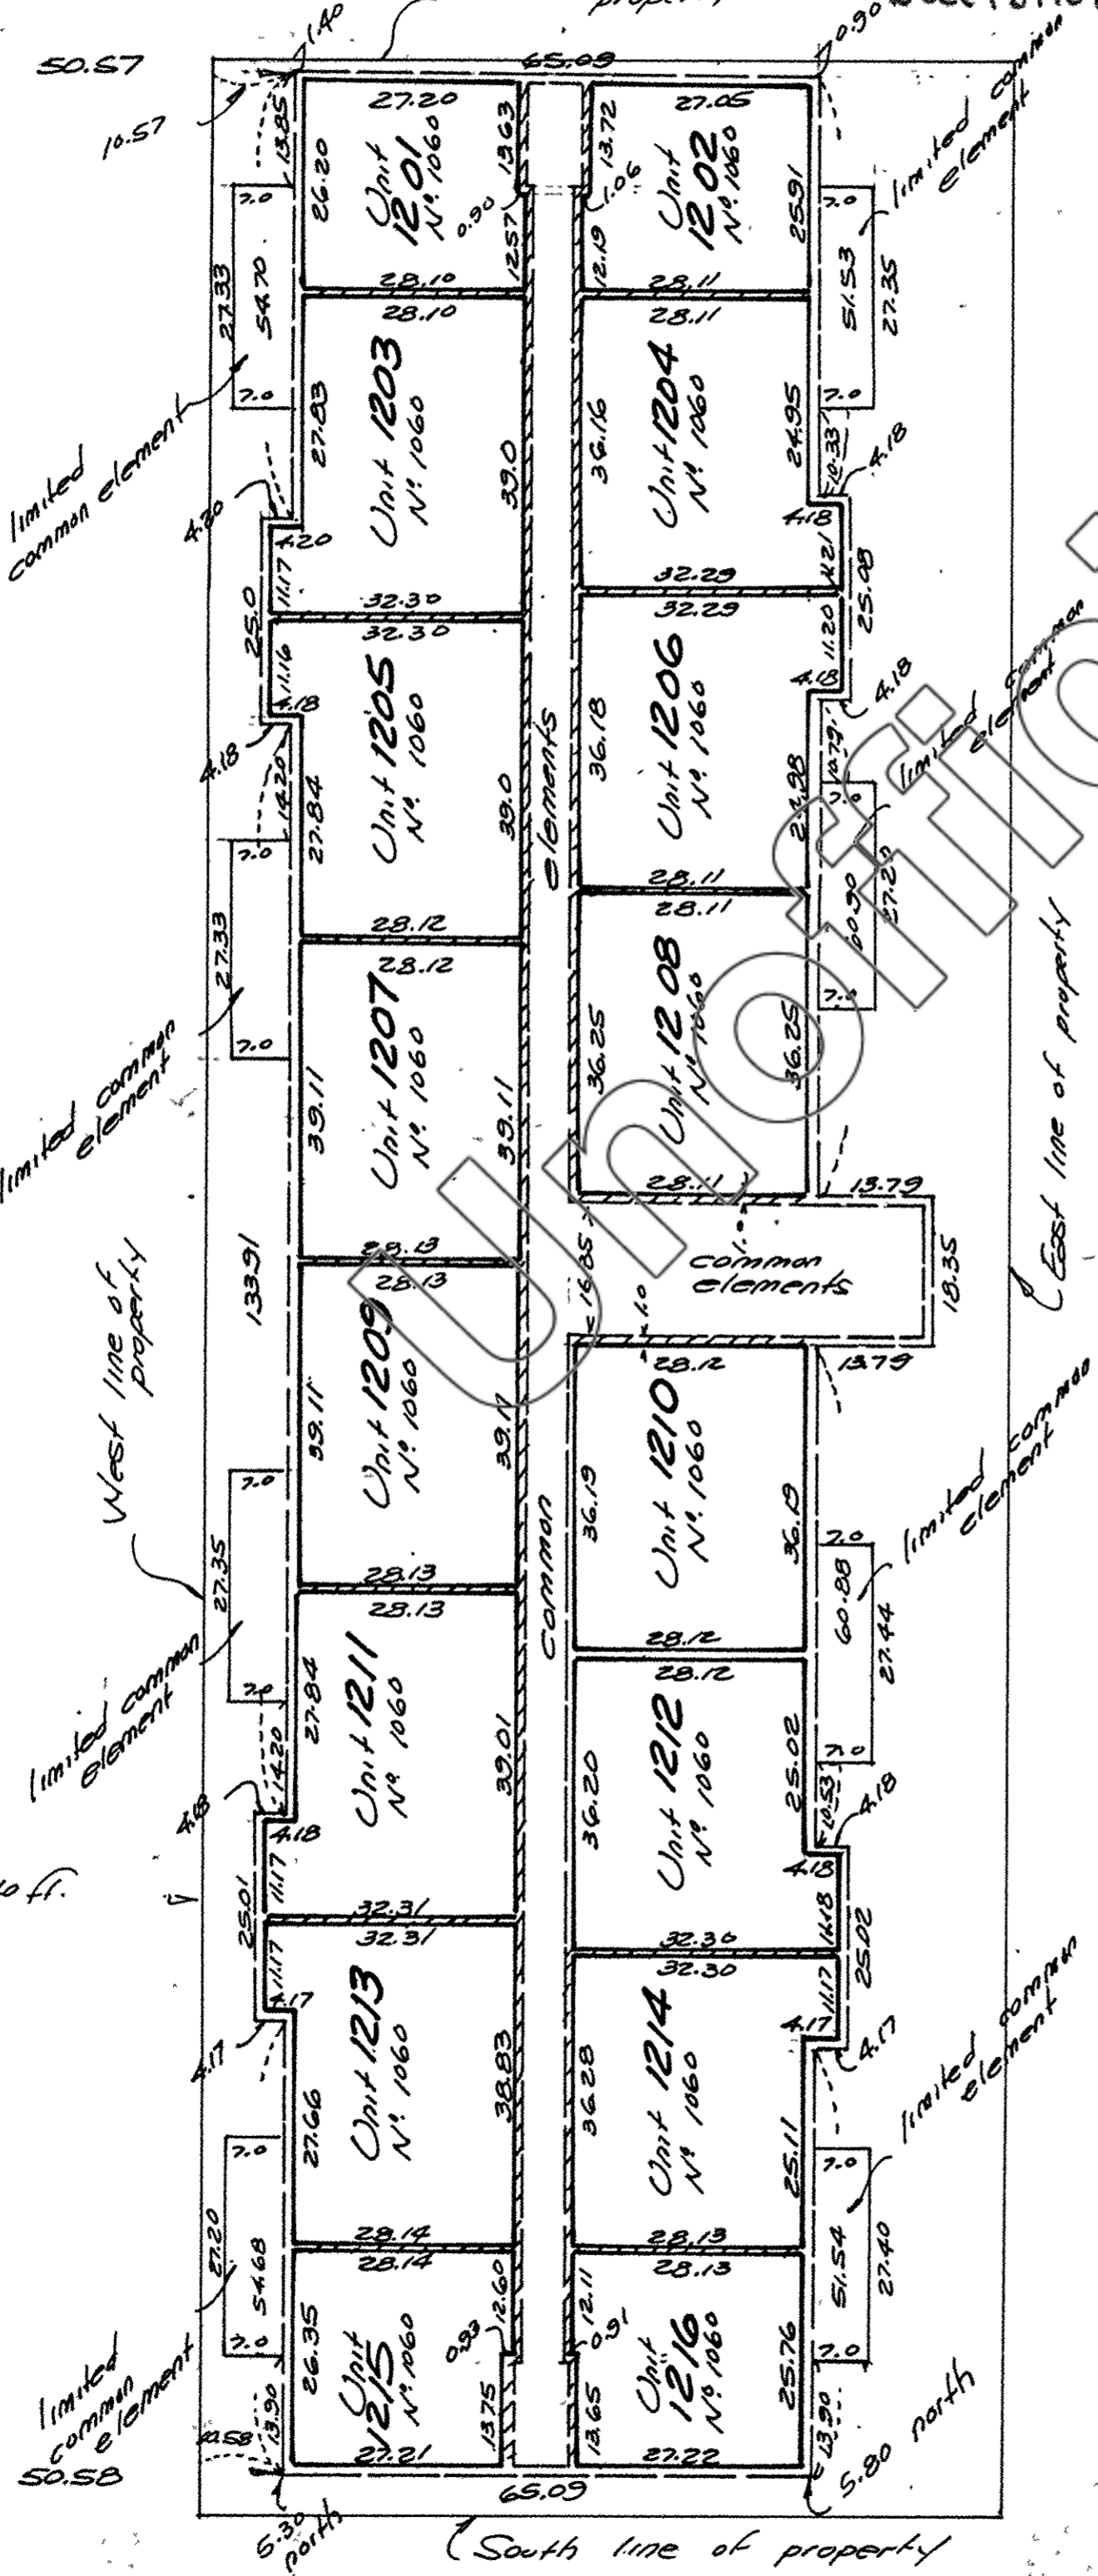 property
50.57
1.40
0.90
65.09
10.57
common
limited
element
13.85
27.20
13.63
13.72
27.05
26.20
Unit
1201
Nº 1060
0.90
12.57
1.06
Unit
1202
Nº 1060
12.19
25.91
7.0
27.33
54.70
7.0
28.10
28.11
7.0
51.53
27.35
7.0
limited
common element
28.10
27.83
Unit 1203
Nº 1060
39.0
28.11
36.16
Unit 1204
Nº 1060
24.95
10.33
4.18
4.20
4.20
11.17
25.0
32.30
4.18
11.21
25.08
32.29
32.30
11.16
4.18
4.18
14.20
Unit 1205
Nº 1060
27.84
39.0
28.12
elements
32.29
11.20
4.18
4.18
36.18
Unit 1206
Nº 1060
10.79
28.11
limited common
element
7.0
27.33
7.0
limited common
element
7.0
60.90
7.0
28.12
39.11
Unit 1207
Nº 1060
39.11
28.13
28.11
36.25
Unit 1208
Nº 1060
36.25
28.11
East line of property
13.79
18.35
13.79
16.35
1.0
1.0
common
elements
West line of
property
133.91
28.13
39.11
Unit 1209
Nº 1060
39.11
28.13
28.12
36.19
Unit 1210
Nº 1060
36.19
28.12
common
7.0
27.35
7.0
limited common
element
7.0
60.88
27.44
7.0
limited common
element
28.13
27.84
14.20
4.18
4.18
11.17
25.01
Unit 1211
Nº 1060
39.01
32.31
28.12
36.20
Unit 1212
Nº 1060
25.02
10.53
4.18
4.18
11.18
25.02
32.30
ft.
32.31
11.17
4.17
4.17
Unit 1213
Nº 1060
27.66
38.83
28.14
32.30
11.17
4.17
4.17
36.28
Unit 1214
Nº 1060
25.11
28.13
limited common
element
7.0
27.20
54.68
7.0
limited
common
element
7.0
51.54
27.40
7.0
28.14
26.35
Unit
1215
Nº 1060
0.93
12.60
13.75
27.21
28.13
12.11
0.91
Unit
1216
Nº 1060
25.76
13.65
27.22
13.90
13.90
50.58
65.09
5.30
north
5.80 north
South line of property
Unoffi